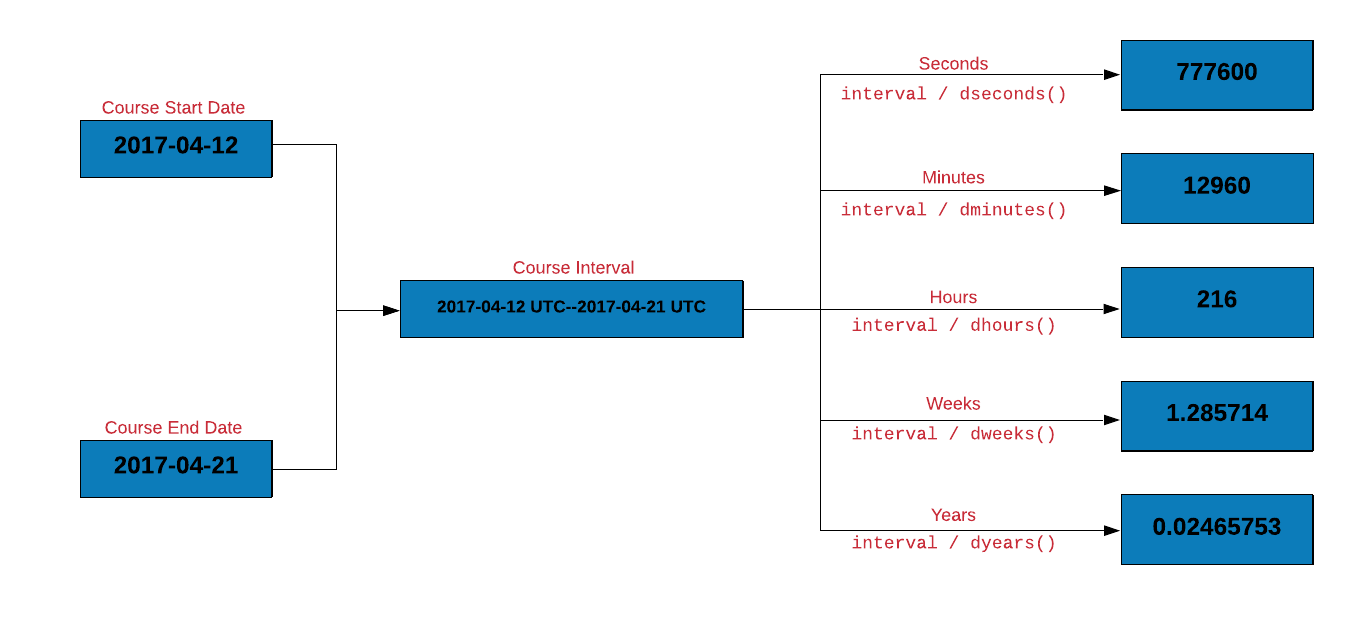 Course Start Date
2017-04-12
Course End Date
2017-04-21
Course Interval
2017-04-12 UTC--2017-04-21 UTC
Seconds
interval / dseconds()
777600
Minutes
interval / dminutes()
12960
Hours
interval / dhours()
216
Weeks
interval / dweeks()
1.285714
Years
interval / dyears()
0.02465753